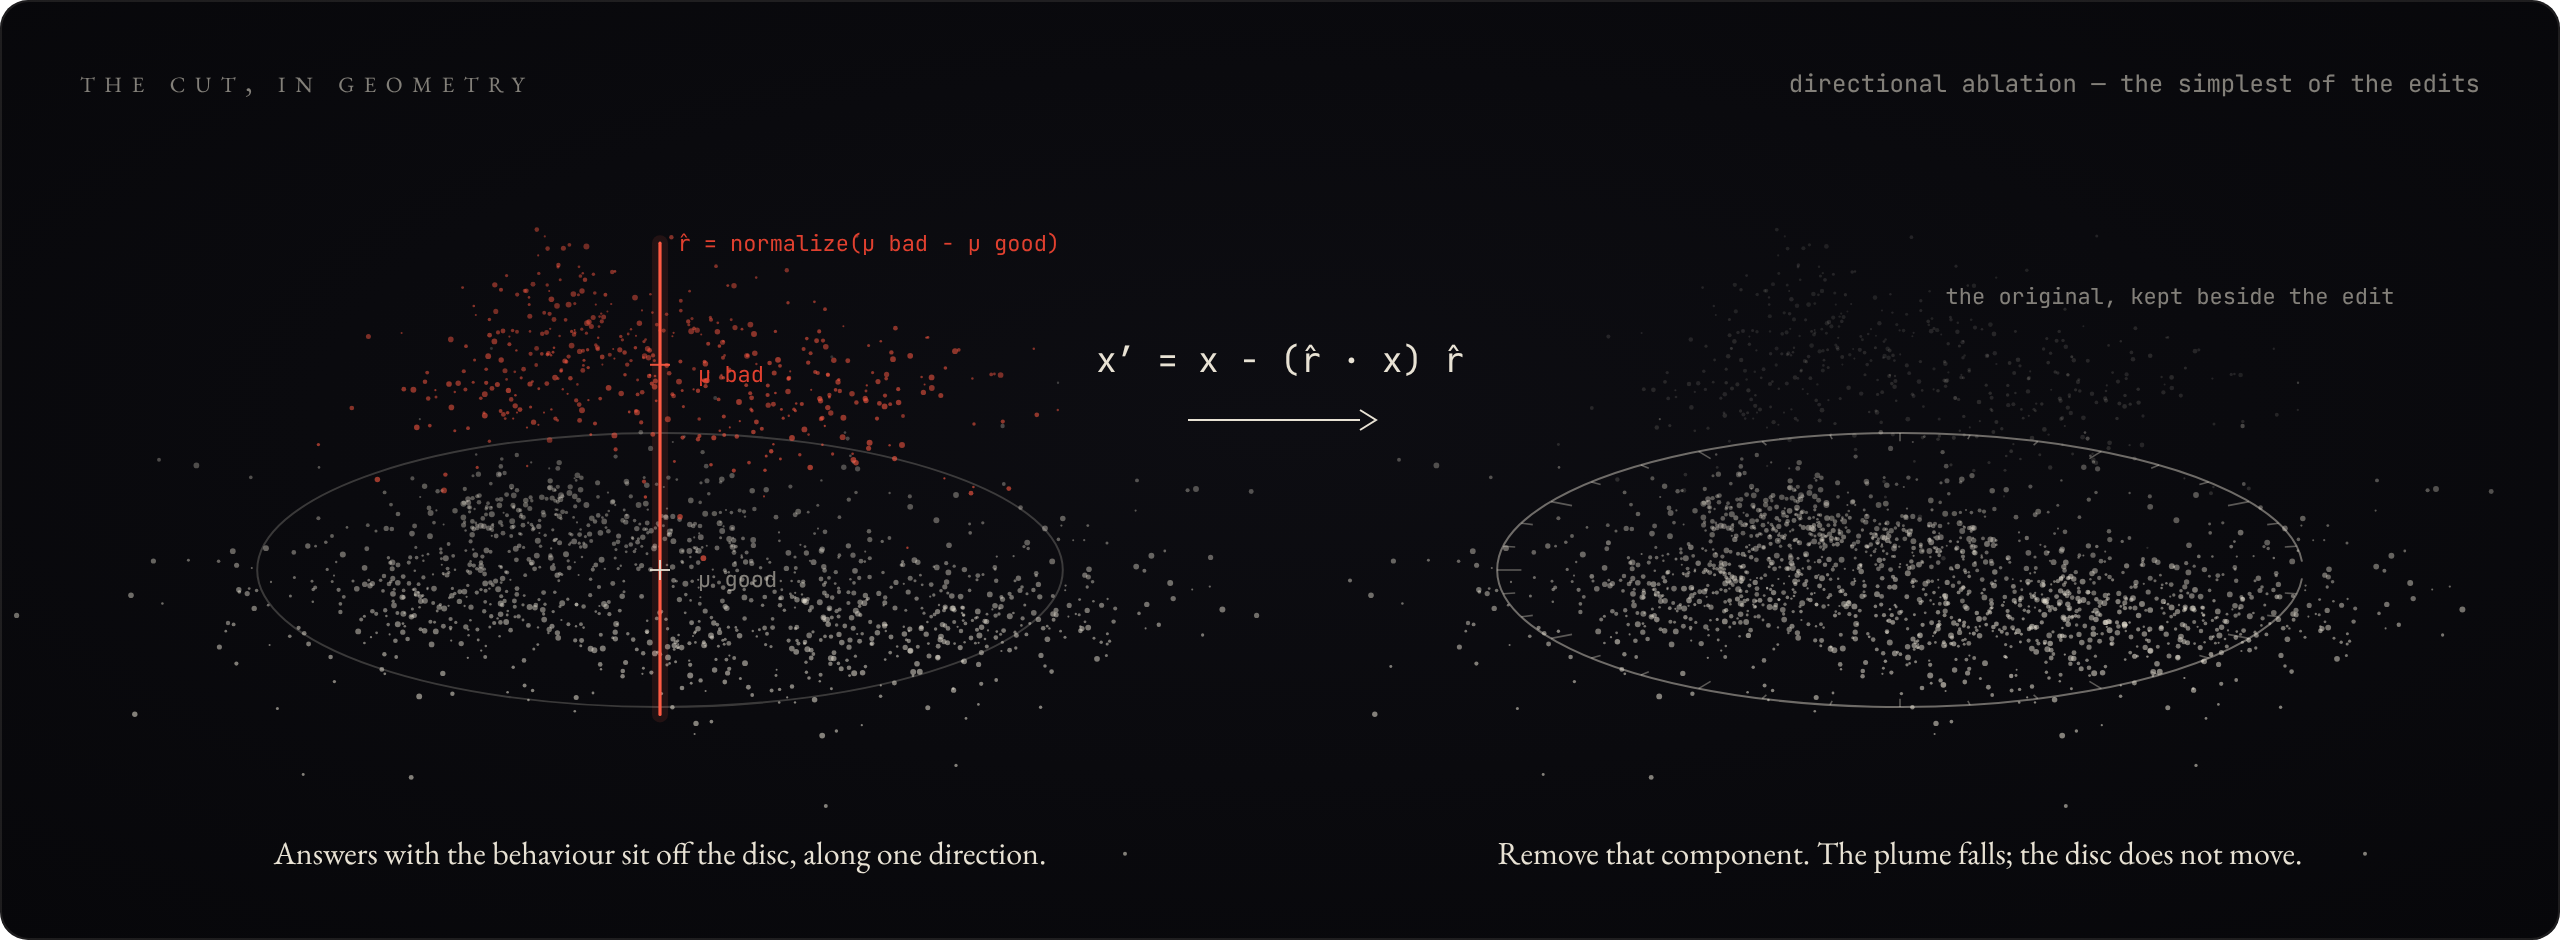 THE CUT, IN GEOMETRY
directional ablation — the simplest of the edits
r̂ = normalize(μ bad - μ good)
the original, kept beside the edit
x′ = x - (r̂ · x) r̂
μ bad
μ good
Answers with the behaviour sit off the disc, along one direction.
Remove that component. The plume falls; the disc does not move.